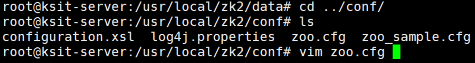 root@ksit-server:/usr/local/zk2/data# cd ../conf/
root@ksit-server:/usr/local/zk2/conf# ls
configuration.xsl  log4j.properties  zoo.cfg  zoo_sample.cfg
root@ksit-server:/usr/local/zk2/conf# vim zoo.cfg